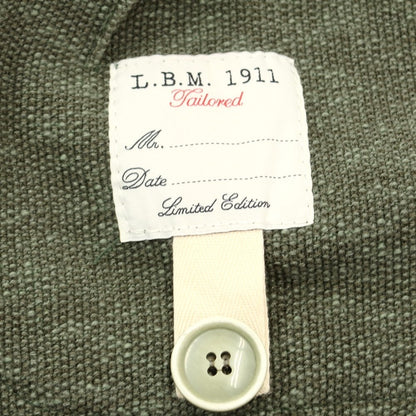 L.B.M. 1911
Tailored
Mr.
Date
Limited Edition